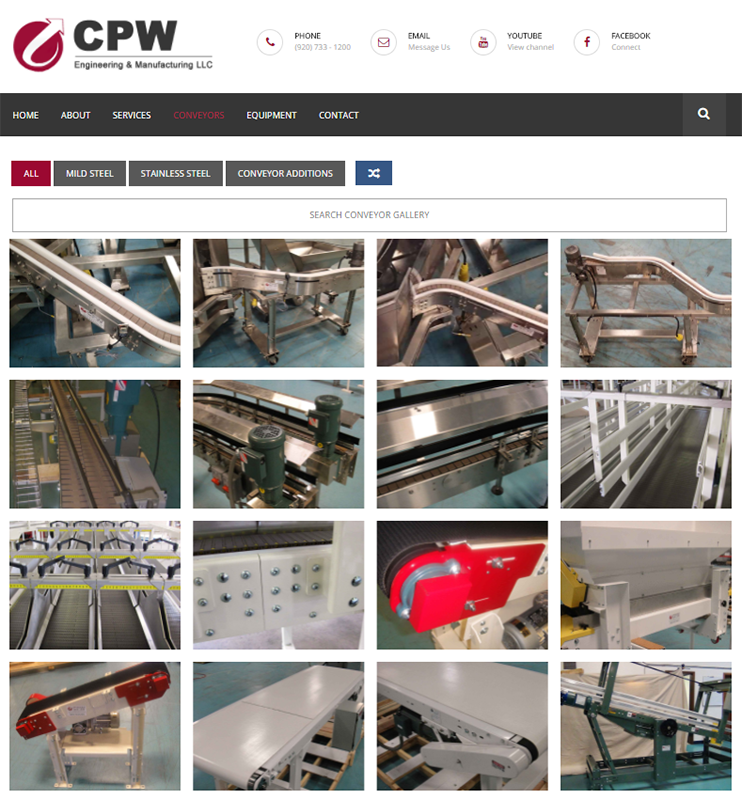 CPW
Engineering & Manufacturing LLC
PHONE
(920) 733 - 1200
EMAIL
Message Us
YOUTUBE
View channel
FACEBOOK
Connect
HOME ABOUT SERVICES CONVEYORS EQUIPMENT CONTACT
ALL MILD STEEL STAINLESS STEEL CONVEYOR ADDITIONS
SEARCH CONVEYOR GALLERY